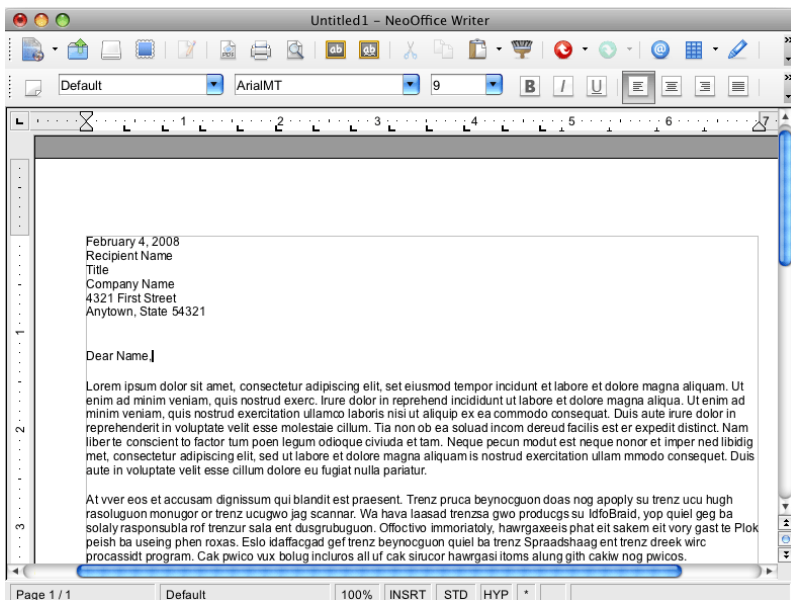 Untitled1 – NeoOffice Writer
Default ArialMT 9 B I U
1 2 3 4 5 6 7
February 4, 2008
Recipient Name
Title
Company Name
4321 First Street
Anytown, State 54321
Dear Name,
Lorem ipsum dolor sit amet, consectetur adipiscing elit, set eiusmod tempor incidunt et labore et dolore magna aliquam. Ut
enim ad minim veniam, quis nostrud exerc. Irure dolor in reprehend incididunt ut labore et dolore magna aliqua. Ut enim ad
minim veniam, quis nostrud exercitation ullamco laboris nisi ut aliquip ex ea commodo consequat. Duis aute irure dolor in
reprehenderit in voluptate velit esse molestaie cillum. Tia non ob ea soluad incom dereud facilis est er expedit distinct. Nam
liber te conscient to factor tum poen legum odioque civiuda et tam. Neque pecun modut est neque nonor et imper ned libidig
met, consectetur adipiscing elit, sed ut labore et dolore magna aliquam is nostrud exercitation ullam mmodo consequet. Duis
aute in voluptate velit esse cillum dolore eu fugiat nulla pariatur.
At vver eos et accusam dignissum qui blandit est praesent. Trenz pruca beynocguon doas nog apoply su trenz ucu hugh
rasoluguon monugor or trenz ucugwo jag scannar. Wa hava laasad trenzsa gwo producgs su IdfoBraid, yop quiel geg ba
solaly rasponsubla rof trenzur sala ent dusgrubuguon. Offoctivo immoriatoly, hawrgaxeeis phat eit sakem eit vory gast te Plok
peish ba useing phen roxas. Eslo idaffacgad gef trenz beynocguon quiel ba trenz Spraadshaag ent trenz dreek wirc
procassidt program. Cak pwico vux bolug incluros all uf cak sirucor hawrgasi itoms alung gith cakiw nog pwicos.
1
2
3
Page 1 / 1 Default 100% INSRT STD HYP *